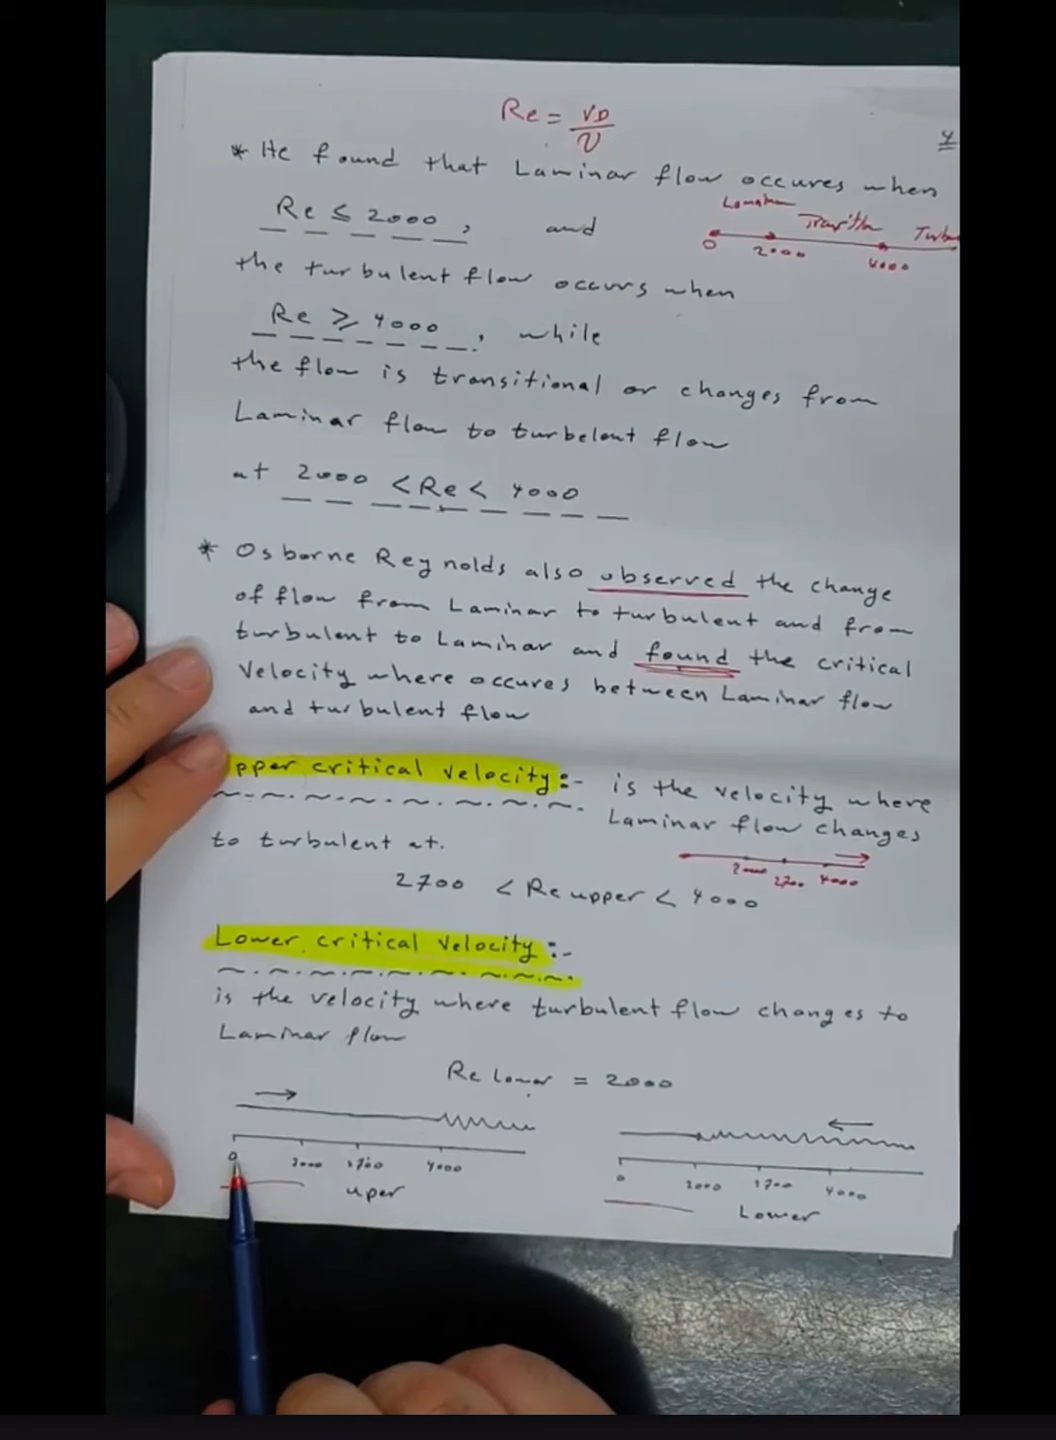 Re = VD/ν
4
* He found that Laminar flow occures when
Re ≤ 2000, and
Transition
0 2000 4000
the turbulent flow occurs when
Re ≥ 4000, while
the flow is transitional or changes from
Laminar flow to turbelent flow
at 2000 < Re < 4000
* Osborne Reynolds also observed the change
of flow from Laminar to turbulent and from
turbulent to Laminar and found the critical
Velocity where occures between Laminar flow
and turbulent flow
pper critical velocity:- is the velocity where
Laminar flow changes
to turbulent at.
2000 2700 4000
2700 < Re upper < 4000
Lower critical velocity:-
is the velocity where turbulent flow changes to
Laminar flow
Re lower = 2000
0 2000 2700 4000
uper
0 2000 2700 4000
Lower